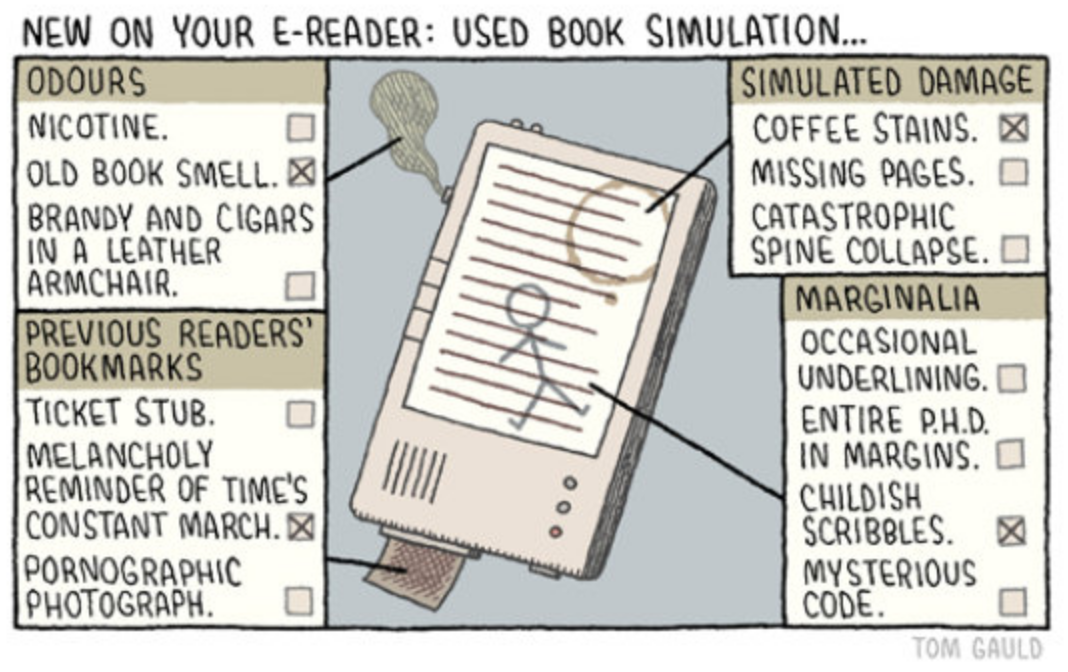 NEW ON YOUR E-READER: USED BOOK SIMULATION...
ODOURS
NICOTINE.
OLD BOOK SMELL.
BRANDY AND CIGARS
IN A LEATHER
ARMCHAIR.
PREVIOUS READERS'
BOOKMARKS
TICKET STUB.
MELANCHOLY
REMINDER OF TIME'S
CONSTANT MARCH.
PORNOGRAPHIC
PHOTOGRAPH.
SIMULATED DAMAGE
COFFEE STAINS.
MISSING PAGES.
CATASTROPHIC
SPINE COLLAPSE.
MARGINALIA
OCCASIONAL
UNDERLINING.
ENTIRE P.H.D.
IN MARGINS.
CHILDISH
SCRIBBLES.
MYSTERIOUS
CODE.
TOM GAULD